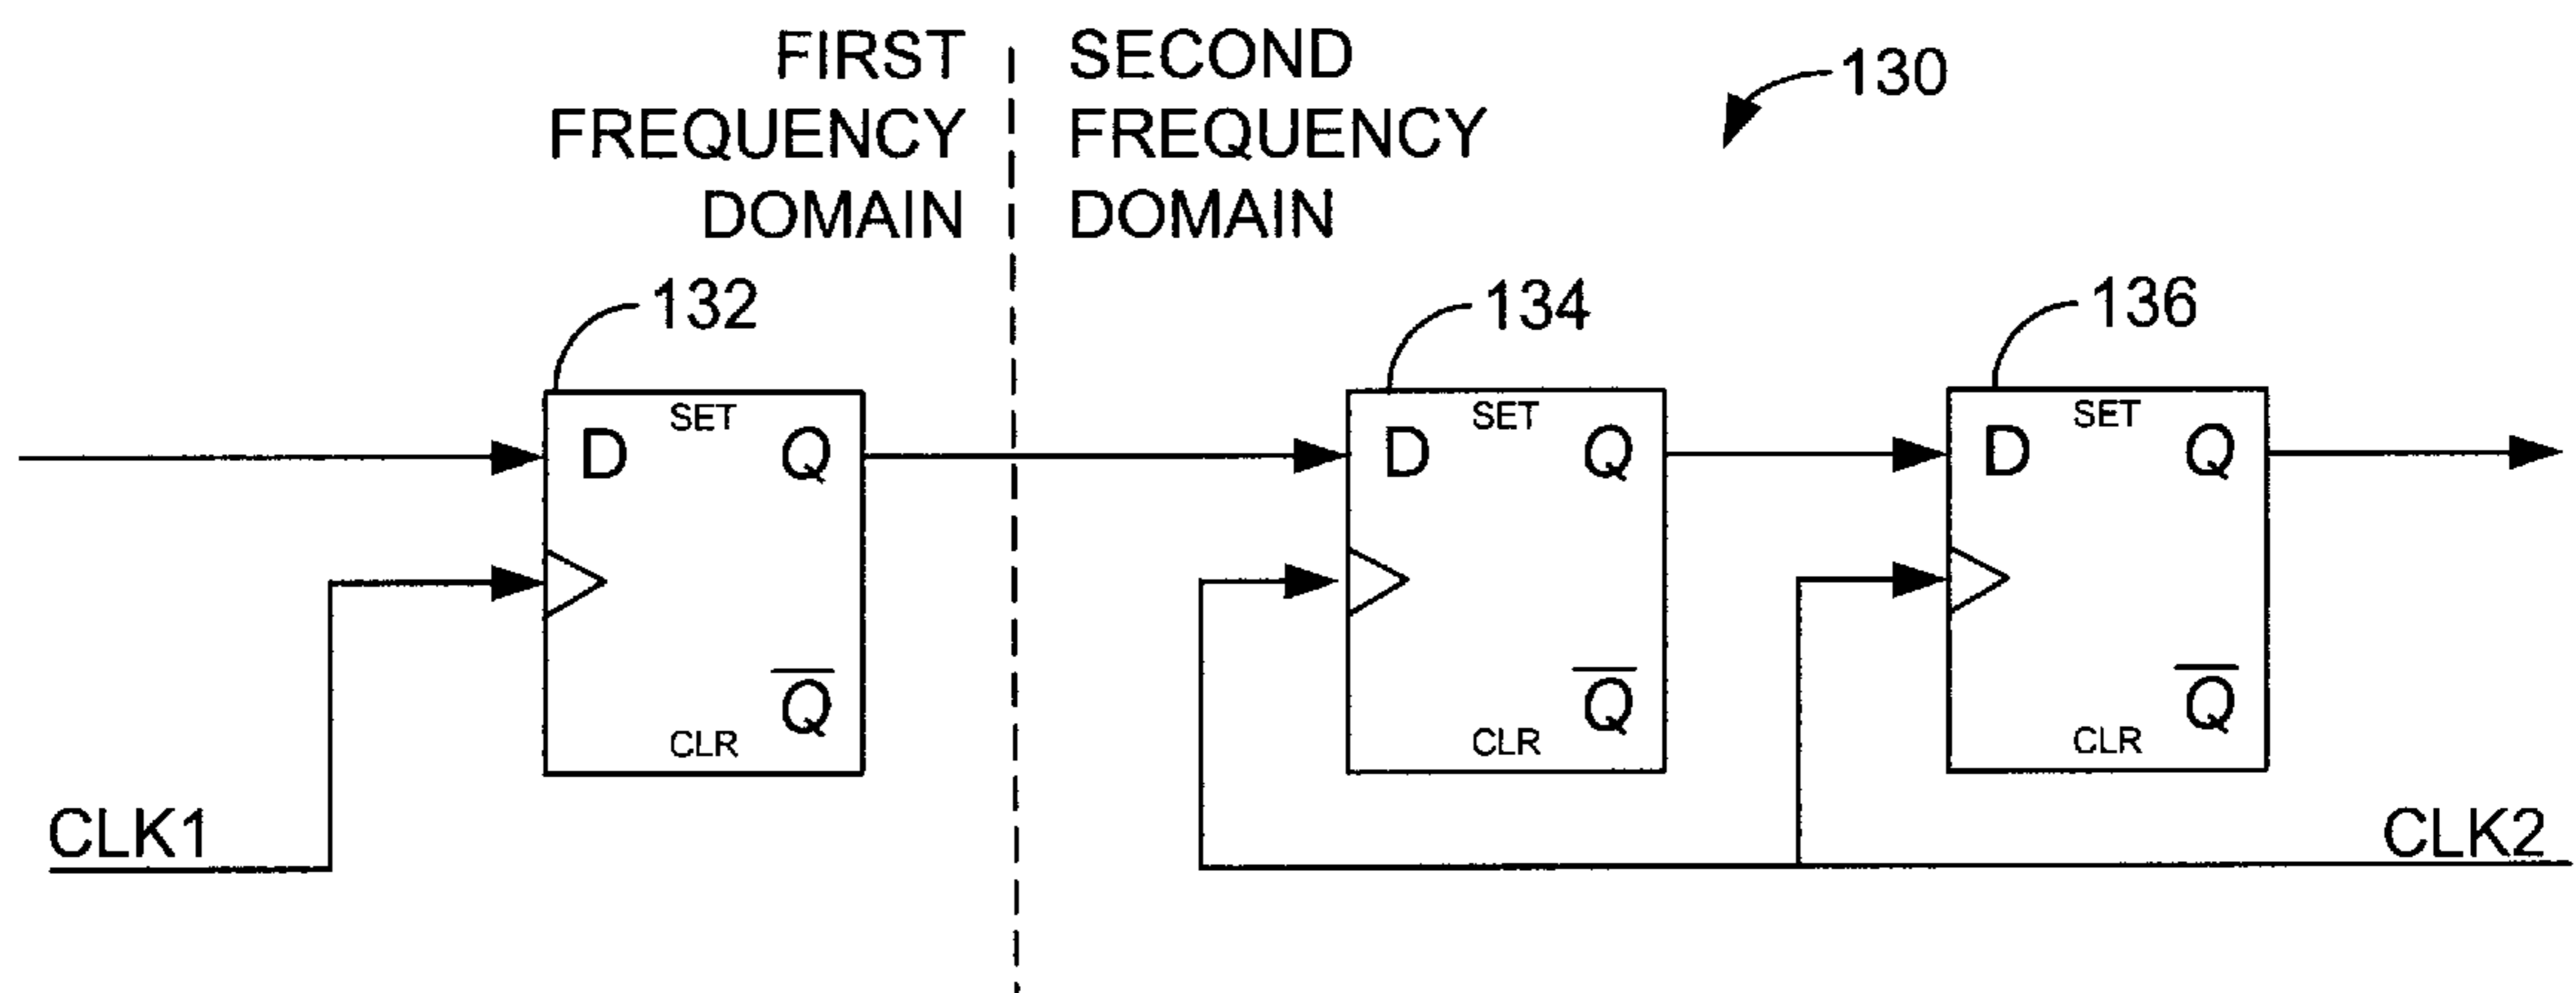 FIRST
FREQUENCY
DOMAIN
SECOND
FREQUENCY
DOMAIN
130
132
134
136
D SET Q
Q̅
CLR
D SET Q
Q̅
CLR
D SET Q
Q̅
CLR
CLK1
CLK2